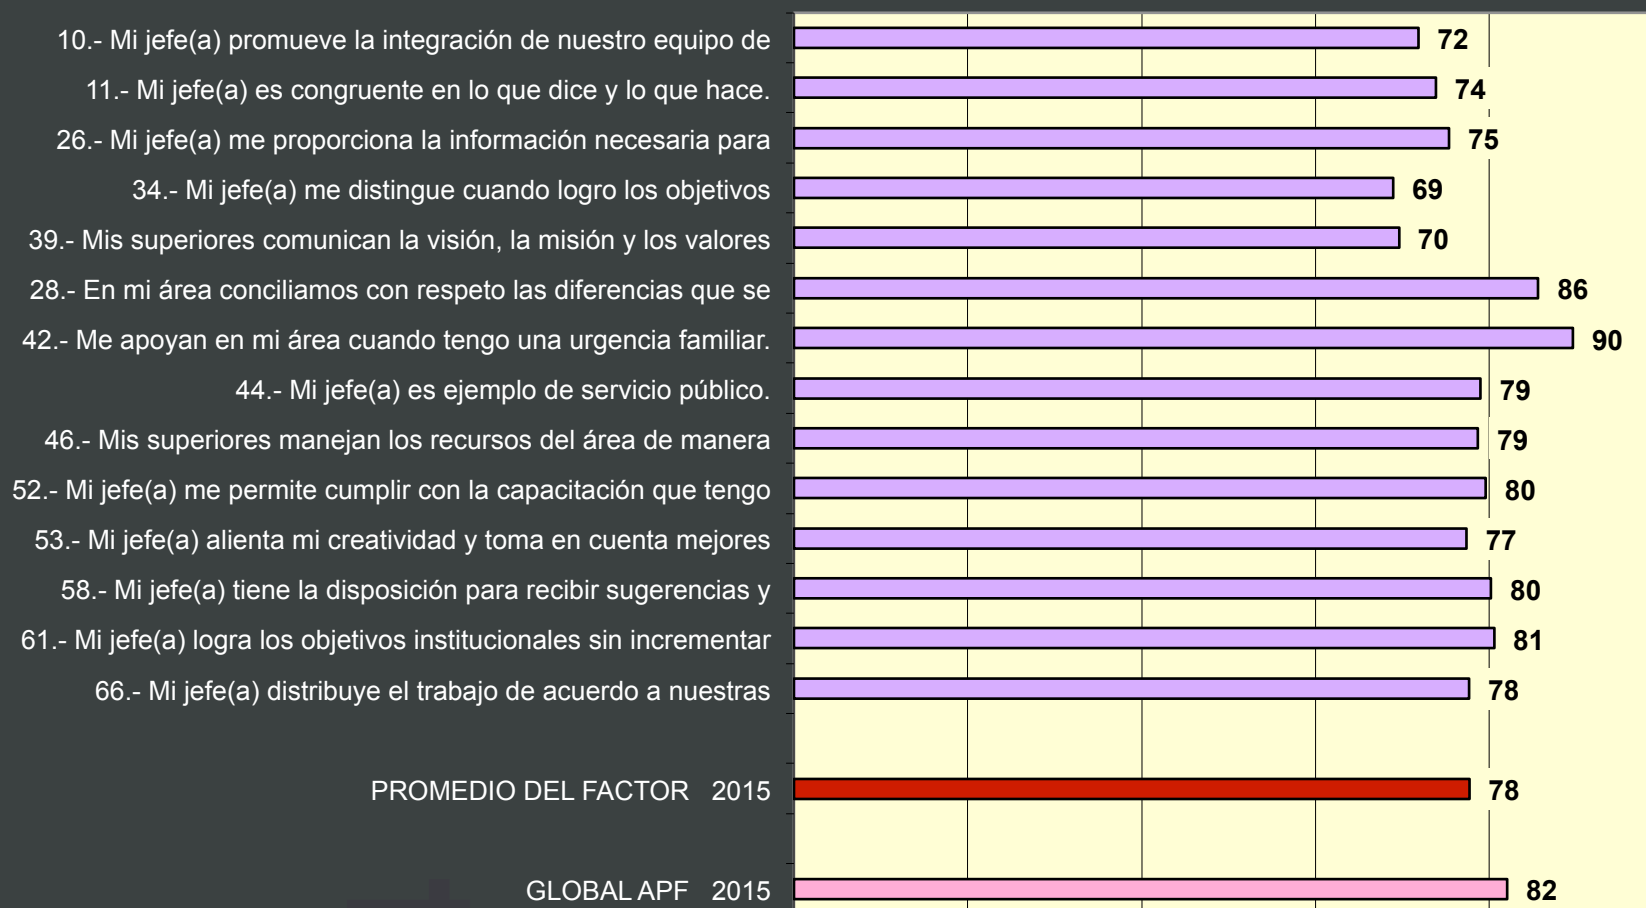 10.- Mi jefe(a) promueve la integración de nuestro equipo de 72
11.- Mi jefe(a) es congruente en lo que dice y lo que hace. 74
26.- Mi jefe(a) me proporciona la información necesaria para 75
34.- Mi jefe(a) me distingue cuando logro los objetivos 69
39.- Mis superiores comunican la visión, la misión y los valores 70
28.- En mi área conciliamos con respeto las diferencias que se 86
42.- Me apoyan en mi área cuando tengo una urgencia familiar. 90
44.- Mi jefe(a) es ejemplo de servicio público. 79
46.- Mis superiores manejan los recursos del área de manera 79
52.- Mi jefe(a) me permite cumplir con la capacitación que tengo 80
53.- Mi jefe(a) alienta mi creatividad y toma en cuenta mejores 77
58.- Mi jefe(a) tiene la disposición para recibir sugerencias y 80
61.- Mi jefe(a) logra los objetivos institucionales sin incrementar 81
66.- Mi jefe(a) distribuye el trabajo de acuerdo a nuestras 78
PROMEDIO DEL FACTOR 2015 78
GLOBAL APF 2015 82